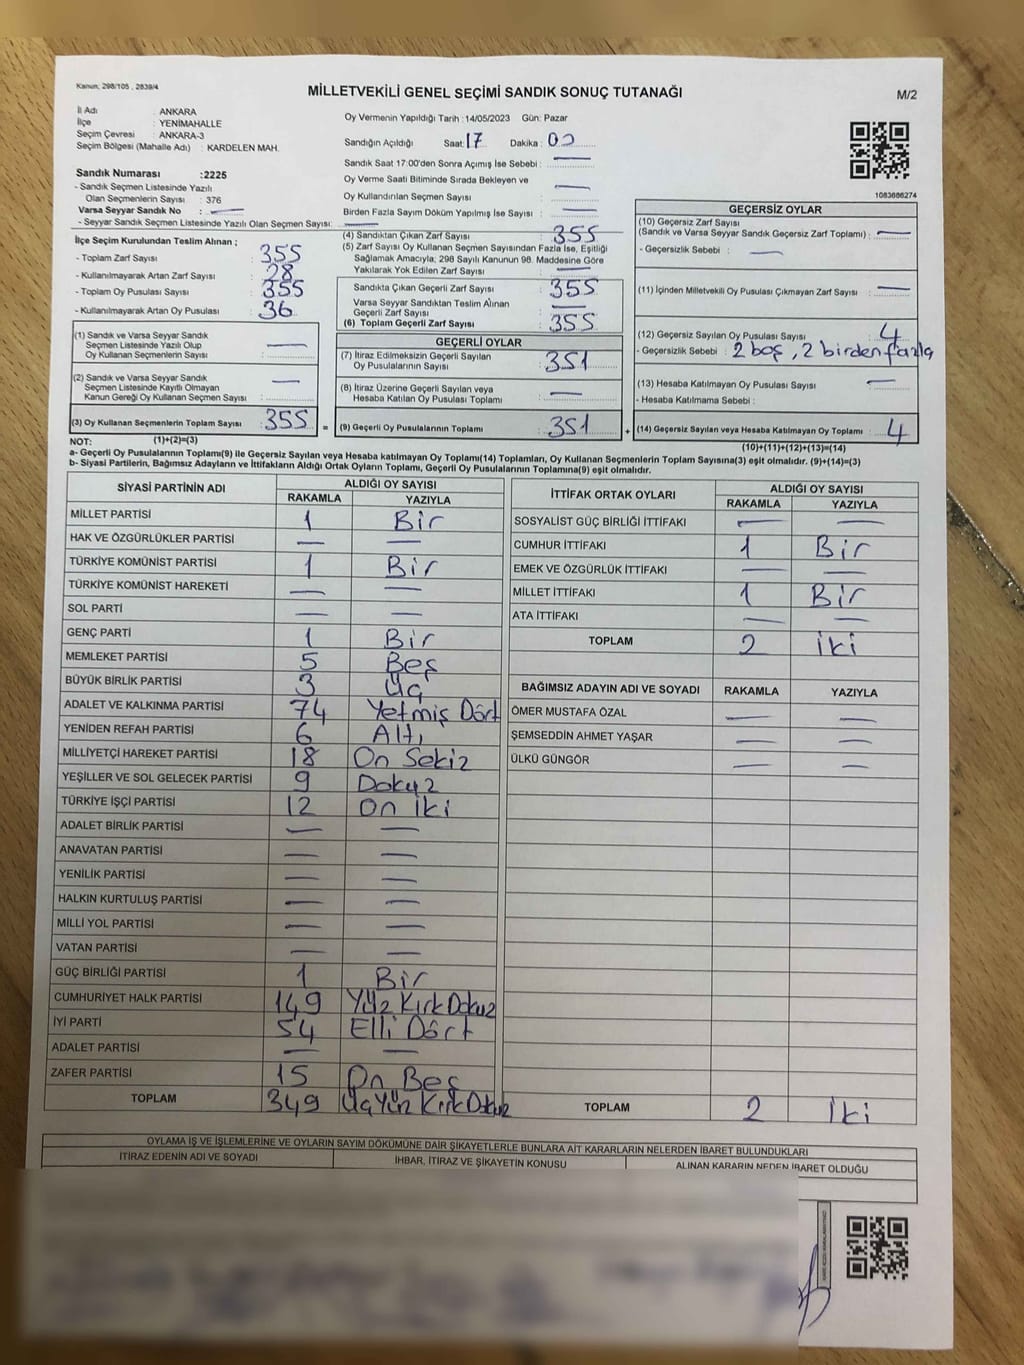 Kanun; 298/105 , 2839/4
MİLLETVEKİLİ GENEL SEÇİMİ SANDIK SONUÇ TUTANAĞI
M/2
İl Adı : ANKARA
İlçe : YENİMAHALLE
Seçim Çevresi : ANKARA-3
Seçim Bölgesi (Mahalle Adı) : KARDELEN MAH.
Sandık Numarası :2225
- Sandık Seçmen Listesinde Yazılı
Olan Seçmenlerin Sayısı : 376
Varsa Seyyar Sandık No : —
- Seyyar Sandık Seçmen Listesinde Yazılı Olan Seçmen Sayısı: —
Oy Vermenin Yapıldığı Tarih : 14/05/2023 Gün: Pazar
Sandığın Açıldığı Saat: 17 Dakika : 00
Sandık Saat 17:00'den Sonra Açımış İse Sebebi : —
Oy Verme Saati Bitiminde Sırada Bekleyen ve
Oy Kullandırılan Seçmen Sayısı : —
Birden Fazla Sayım Döküm Yapılmış İse Sayısı : —
1083686274
İlçe Seçim Kurulundan Teslim Alınan ;
- Toplam Zarf Sayısı : 355
- Kullanılmayarak Artan Zarf Sayısı : 28
- Toplam Oy Pusulası Sayısı : 355
- Kullanılmayarak Artan Oy Pusulası : 36
(4) Sandıktan Çıkan Zarf Sayısı : 355
(5) Zarf Sayısı Oy Kullanan Seçmen Sayısından Fazla İse, Eşitliği
Sağlamak Amacıyla; 298 Sayılı Kanunun 98. Maddesine Göre
Yakılarak Yok Edilen Zarf Sayısı : —
Sandıkta Çıkan Geçerli Zarf Sayısı : 355
Varsa Seyyar Sandıktan Teslim Alınan
Geçerli Zarf Sayısı : —
(6) Toplam Geçerli Zarf Sayısı : 355
GEÇERSİZ OYLAR
(10) Geçersiz Zarf Sayısı
(Sandık ve Varsa Seyyar Sandık Geçersiz Zarf Toplamı) : —
- Geçersizlik Sebebi : —
(11) İçinden Milletvekili Oy Pusulası Çıkmayan Zarf Sayısı : —
(12) Geçersiz Sayılan Oy Pusulası Sayısı : 4
- Geçersizlik Sebebi : 2 boş , 2 birden fazla
(13) Hesaba Katılmayan Oy Pusulası Sayısı : —
- Hesaba Katılmama Sebebi :
(14) Geçersiz Sayılan veya Hesaba Katılmayan Oy Toplamı : 4
(10)+(11)+(12)+(13)=(14)
(1) Sandık ve Varsa Seyyar Sandık
Seçmen Listesinde Yazılı Olup
Oy Kullanan Seçmenlerin Sayısı : —
(2) Sandık ve Varsa Seyyar Sandık
Seçmen Listesinde Kayıtlı Olmayan
Kanun Gereği Oy Kullanan Seçmen Sayısı : —
(3) Oy Kullanan Seçmenlerin Toplam Sayısı : 355 =
GEÇERLİ OYLAR
(7) İtiraz Edilmeksizin Geçerli Sayılan
Oy Pusulalarının Sayısı : 351
(8) İtiraz Üzerine Geçerli Sayılan veya
Hesaba Katılan Oy Pusulası Toplamı : —
(9) Geçerli Oy Pusulalarının Toplamı : 351 +
NOT: (1)+(2)=(3)
a- Geçerli Oy Pusulalarının Toplamı(9) ile Geçersiz Sayılan veya Hesaba Katılmayan Oy Toplamı(14) Toplamları, Oy Kullanan Seçmenlerin Toplam Sayısına(3) eşit olmalıdır. (9)+(14)=(3)
b- Siyasi Partilerin, Bağımsız Adayların ve İttifakların Aldığı Ortak Oyların Toplamı, Geçerli Oy Pusulalarının Toplamına(9) eşit olmalıdır.
SİYASİ PARTİNİN ADI ALDIĞI OY SAYISI
RAKAMLA YAZIYLA
MİLLET PARTİSİ 1 Bir
HAK VE ÖZGÜRLÜKLER PARTİSİ — —
TÜRKİYE KOMÜNİST PARTİSİ 1 Bir
TÜRKİYE KOMÜNİST HAREKETİ — —
SOL PARTİ — —
GENÇ PARTİ 1 Bir
MEMLEKET PARTİSİ 5 Beş
BÜYÜK BİRLİK PARTİSİ 3 Üç
ADALET VE KALKINMA PARTİSİ 74 Yetmiş Dört
YENİDEN REFAH PARTİSİ 6 Altı
MİLLİYETÇİ HAREKET PARTİSİ 18 On Sekiz
YEŞİLLER VE SOL GELECEK PARTİSİ 9 Dokuz
TÜRKİYE İŞÇİ PARTİSİ 12 On iki
ADALET BİRLİK PARTİSİ — —
ANAVATAN PARTİSİ — —
YENİLİK PARTİSİ — —
HALKIN KURTULUŞ PARTİSİ — —
MİLLİ YOL PARTİSİ — —
VATAN PARTİSİ — —
GÜÇ BİRLİĞİ PARTİSİ 1 Bir
CUMHURİYET HALK PARTİSİ 149 Yüz Kırk Dokuz
İYİ PARTİ 54 Elli Dört
ADALET PARTİSİ — —
ZAFER PARTİSİ 15 On Beş
TOPLAM 349 Üç Yüz Kırk Dokuz
İTTİFAK ORTAK OYLARI ALDIĞI OY SAYISI
RAKAMLA YAZIYLA
SOSYALİST GÜÇ BİRLİĞİ İTTİFAKI — —
CUMHUR İTTİFAKI 1 Bir
EMEK VE ÖZGÜRLÜK İTTİFAKI — —
MİLLET İTTİFAKI 1 Bir
ATA İTTİFAKI — —
TOPLAM 2 iki
BAĞIMSIZ ADAYIN ADI VE SOYADI RAKAMLA YAZIYLA
ÖMER MUSTAFA ÖZAL — —
ŞEMSEDDİN AHMET YAŞAR — —
ÜLKÜ GÜNGÖR — —
TOPLAM 2 İki
OYLAMA İŞ VE İŞLEMLERİNE VE OYLARIN SAYIM DÖKÜMÜNE DAİR ŞİKAYETLERLE BUNLARA AİT KARARLARIN NELERDEN İBARET BULUNDUKLARI
İTİRAZ EDENİN ADI VE SOYADI İHBAR, İTİRAZ VE ŞİKAYETİN KONUSU ALINAN KARARIN NEDEN İBARET OLDUĞU